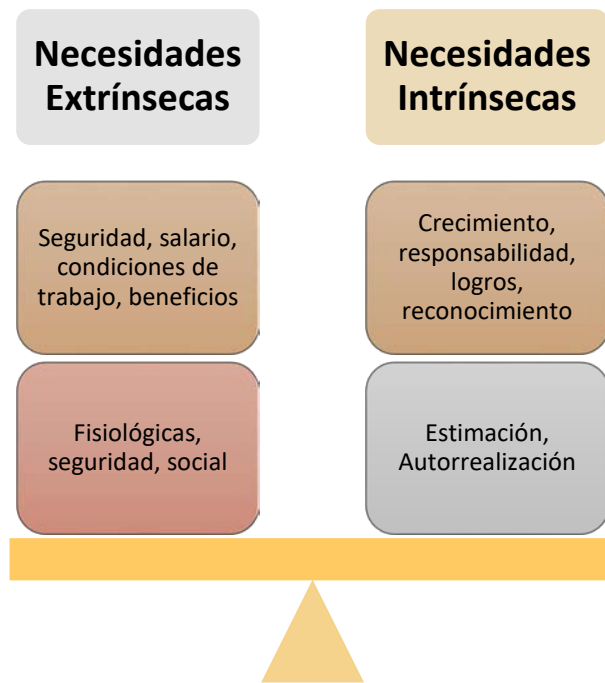 Necesidades
Extrínsecas
Necesidades
Intrínsecas
Seguridad, salario,
condiciones de
trabajo, beneficios
Crecimiento,
responsabilidad,
logros,
reconocimiento
Fisiológicas,
seguridad, social
Estimación,
Autorrealización